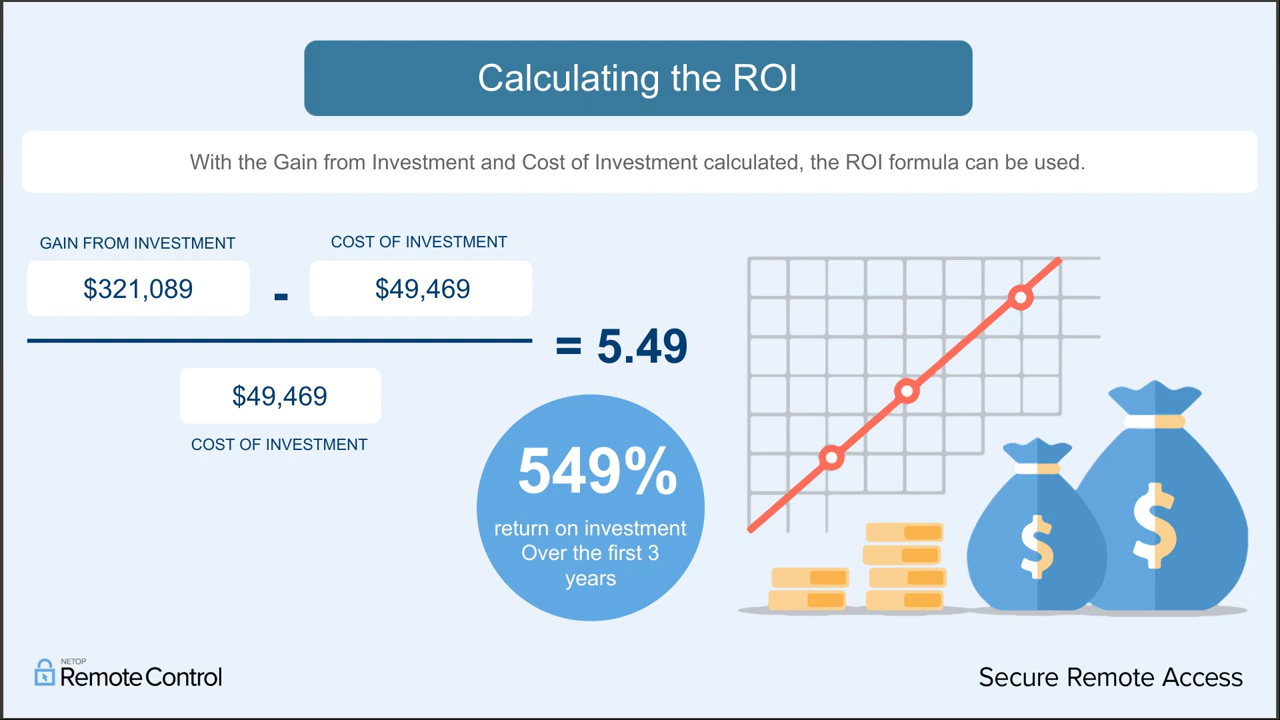 Calculating the ROI
With the Gain from Investment and Cost of Investment calculated, the ROI formula can be used.
GAIN FROM INVESTMENT
COST OF INVESTMENT
$321,089
-
$49,469
= 5.49
$49,469
COST OF INVESTMENT
549%
return on investment
Over the first 3
years
$
$
NETOP
RemoteControl
Secure Remote Access